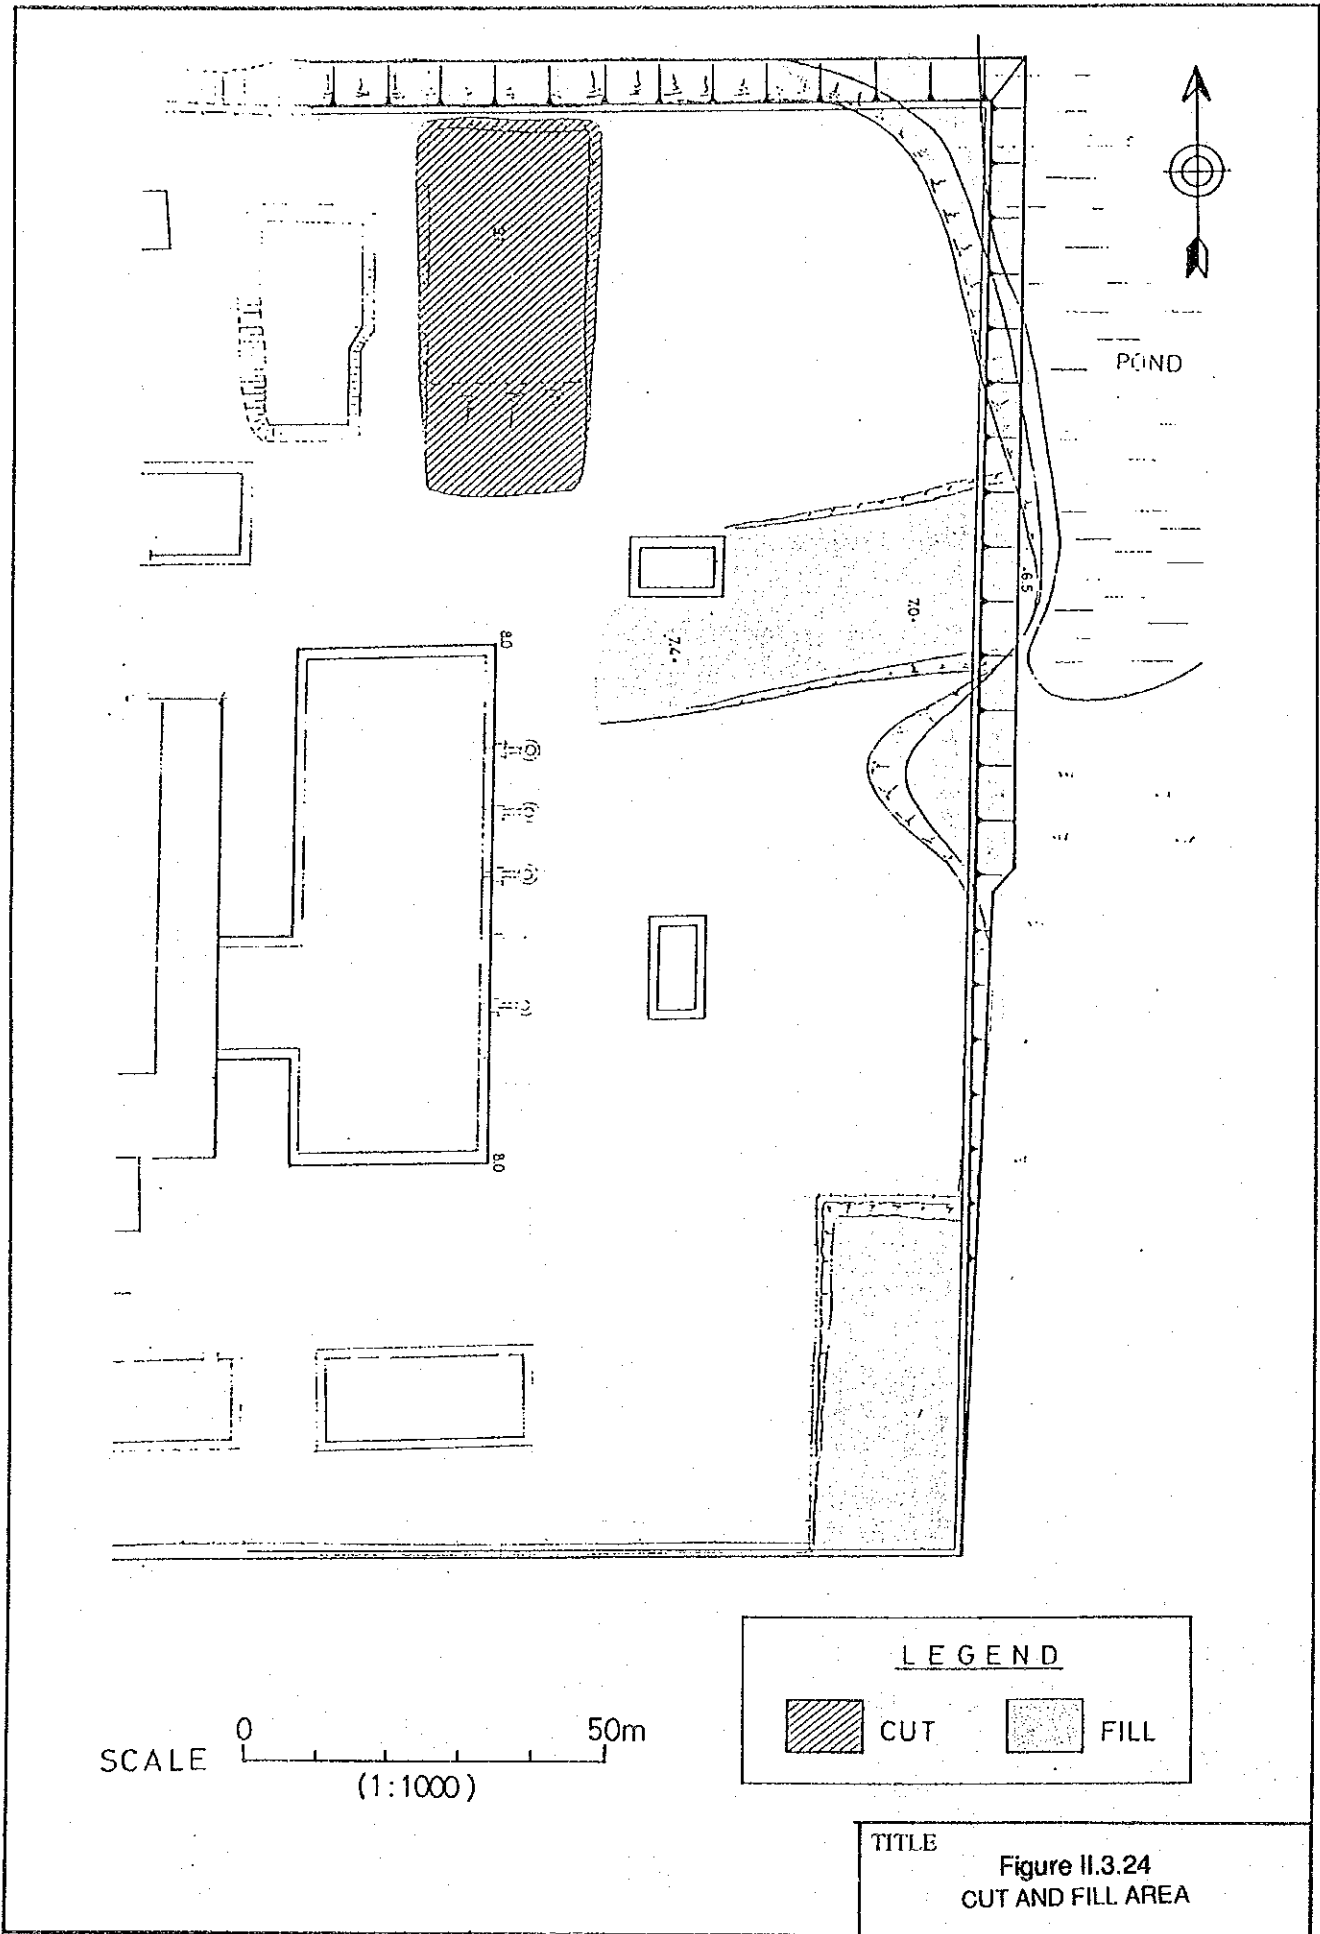 POND
.6.5
7.0.
.7.4.
8.0
8.0
LEGEND
CUT
FILL
0
50m
SCALE
(1:1000)
TITLE
Figure II.3.24
CUT AND FILL AREA